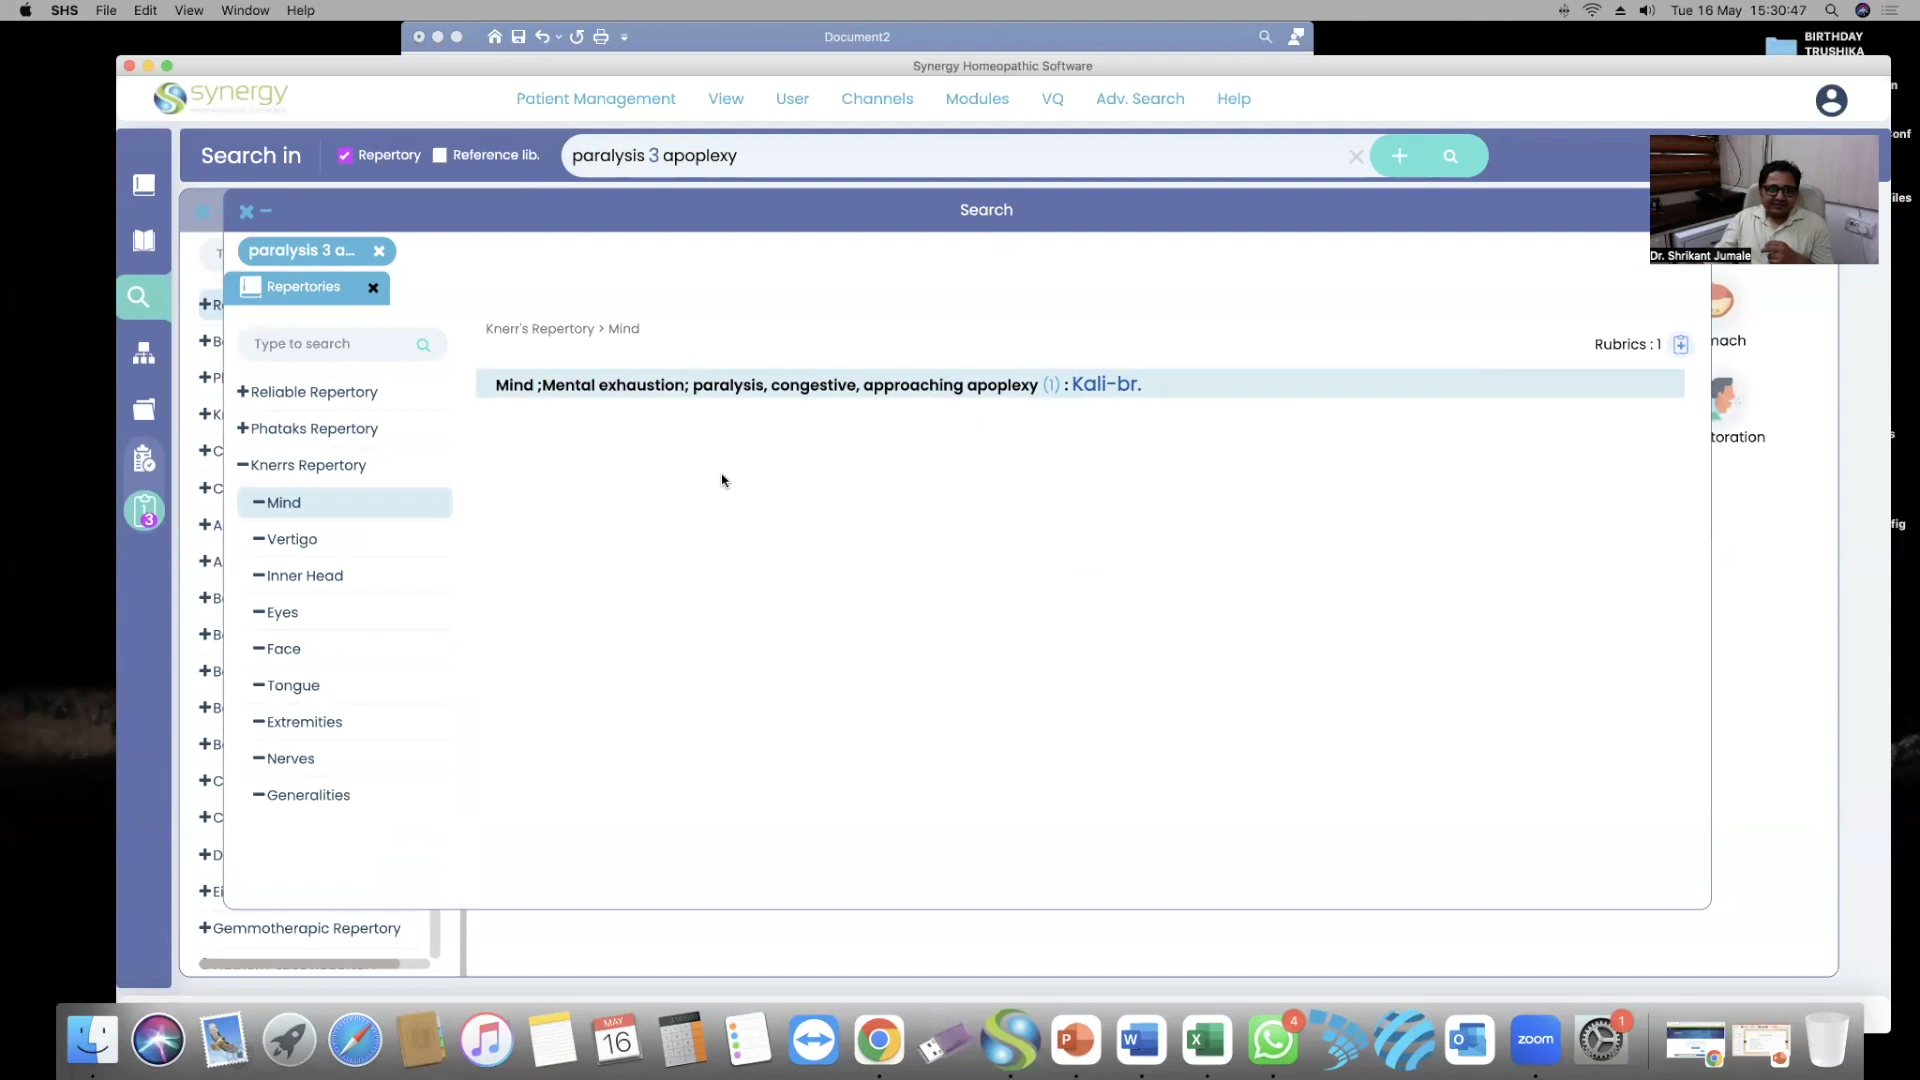 SHS File Edit View Window Help
Tue 16 May 15:30:47
Document2
BIRTHDAY
TRUSHIKA
Synergy Homeopathic Software
synergy
Patient Management View User Channels Modules VQ Adv. Search Help
Search in
Repertory
Reference lib.
paralysis 3 apoplexy
Search
Dr. Shrikant Jumale
paralysis 3 a...
Repertories
Type to search
Knerr's Repertory > Mind
Rubrics : 1
Mind ;Mental exhaustion; paralysis, congestive, approaching apoplexy (1) : Kali-br.
Reliable Repertory
Phataks Repertory
Knerrs Repertory
Mind
Vertigo
Inner Head
Eyes
Face
Tongue
Extremities
Nerves
Generalities
Gemmotherapic Repertory
3
MAY
16
4
zoom
1